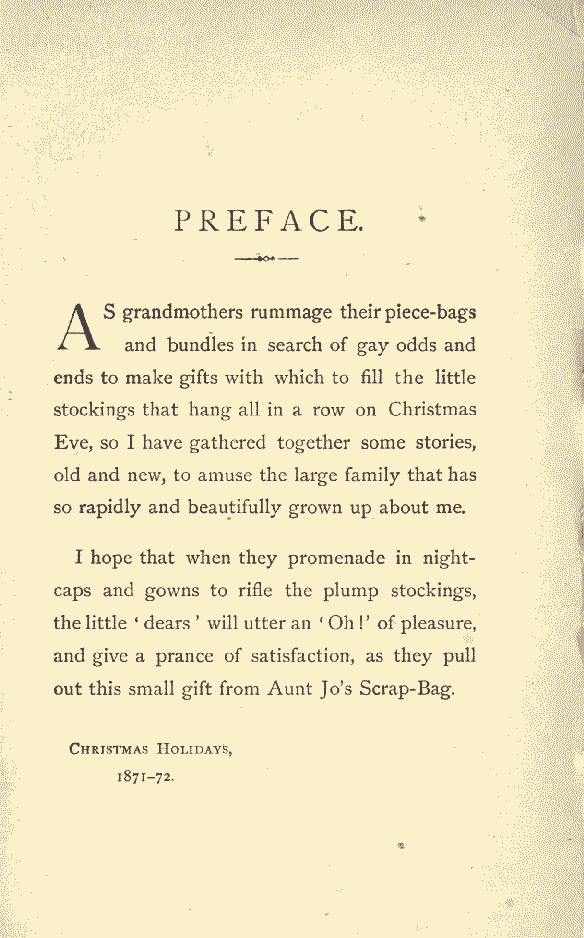 PREFACE.
AS grandmothers rummage their piece-bags
and bundles in search of gay odds and
ends to make gifts with which to fill the little
stockings that hang all in a row on Christmas
Eve, so I have gathered together some stories,
old and new, to amuse the large family that has
so rapidly and beautifully grown up about me.
I hope that when they promenade in night-
caps and gowns to rifle the plump stockings,
the little ‘ dears ’ will utter an ‘ Oh !’ of pleasure,
and give a prance of satisfaction, as they pull
out this small gift from Aunt Jo’s Scrap-Bag.
CHRISTMAS HOLIDAYS,
1871–72.